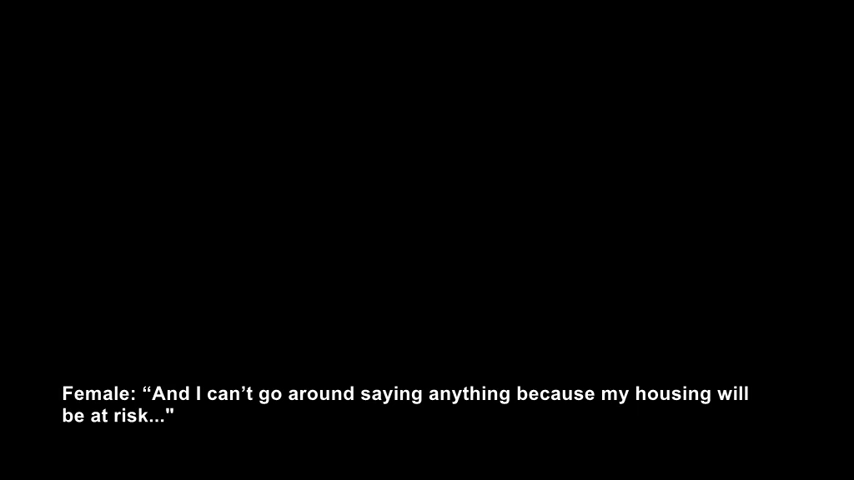 Female: “And I can’t go around saying anything because my housing will
be at risk..."